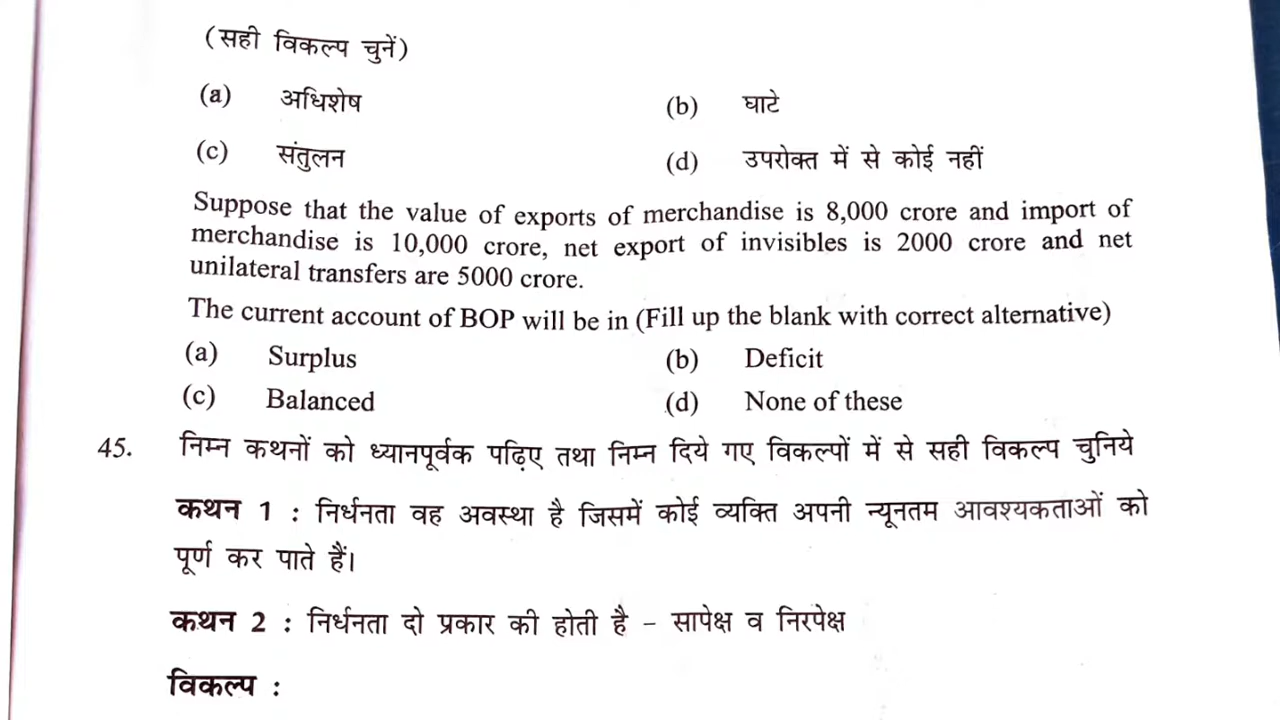 (सही विकल्प चुनें)
(a) अधिशेष (b) घाटे
(c) संतुलन (d) उपरोक्त में से कोई नहीं
Suppose that the value of exports of merchandise is 8,000 crore and import of
merchandise is 10,000 crore, net export of invisibles is 2000 crore and net
unilateral transfers are 5000 crore.
The current account of BOP will be in (Fill up the blank with correct alternative)
(a) Surplus (b) Deficit
(c) Balanced (d) None of these
45. निम्न कथनों को ध्यानपूर्वक पढ़िए तथा निम्न दिये गए विकल्पों में से सही विकल्प चुनिये
कथन 1 : निर्धनता वह अवस्था है जिसमें कोई व्यक्ति अपनी न्यूनतम आवश्यकताओं को
पूर्ण कर पाते हैं।
कथन 2 : निर्धनता दो प्रकार की होती है – सापेक्ष व निरपेक्ष
विकल्प :